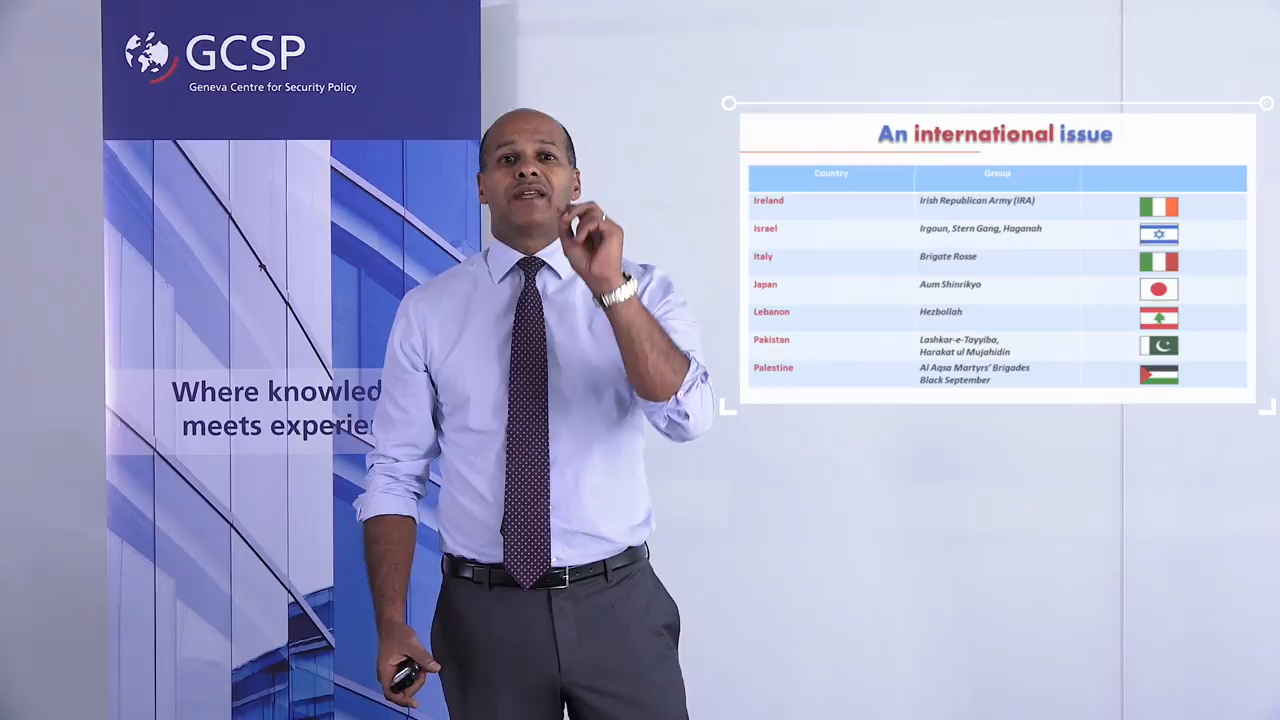 GCSP
Geneva Centre for Security Policy
Where knowled
meets experie
An international issue
Country Group
Ireland Irish Republican Army (IRA)
Israel Irgoun, Stern Gang, Haganah
Italy Brigate Rosse
Japan Aum Shinrikyo
Lebanon Hezbollah
Pakistan Lashkar-e-Tayyiba,
Harakat ul Mujahidin
Palestine Al Aqsa Martyrs' Brigades
Black September